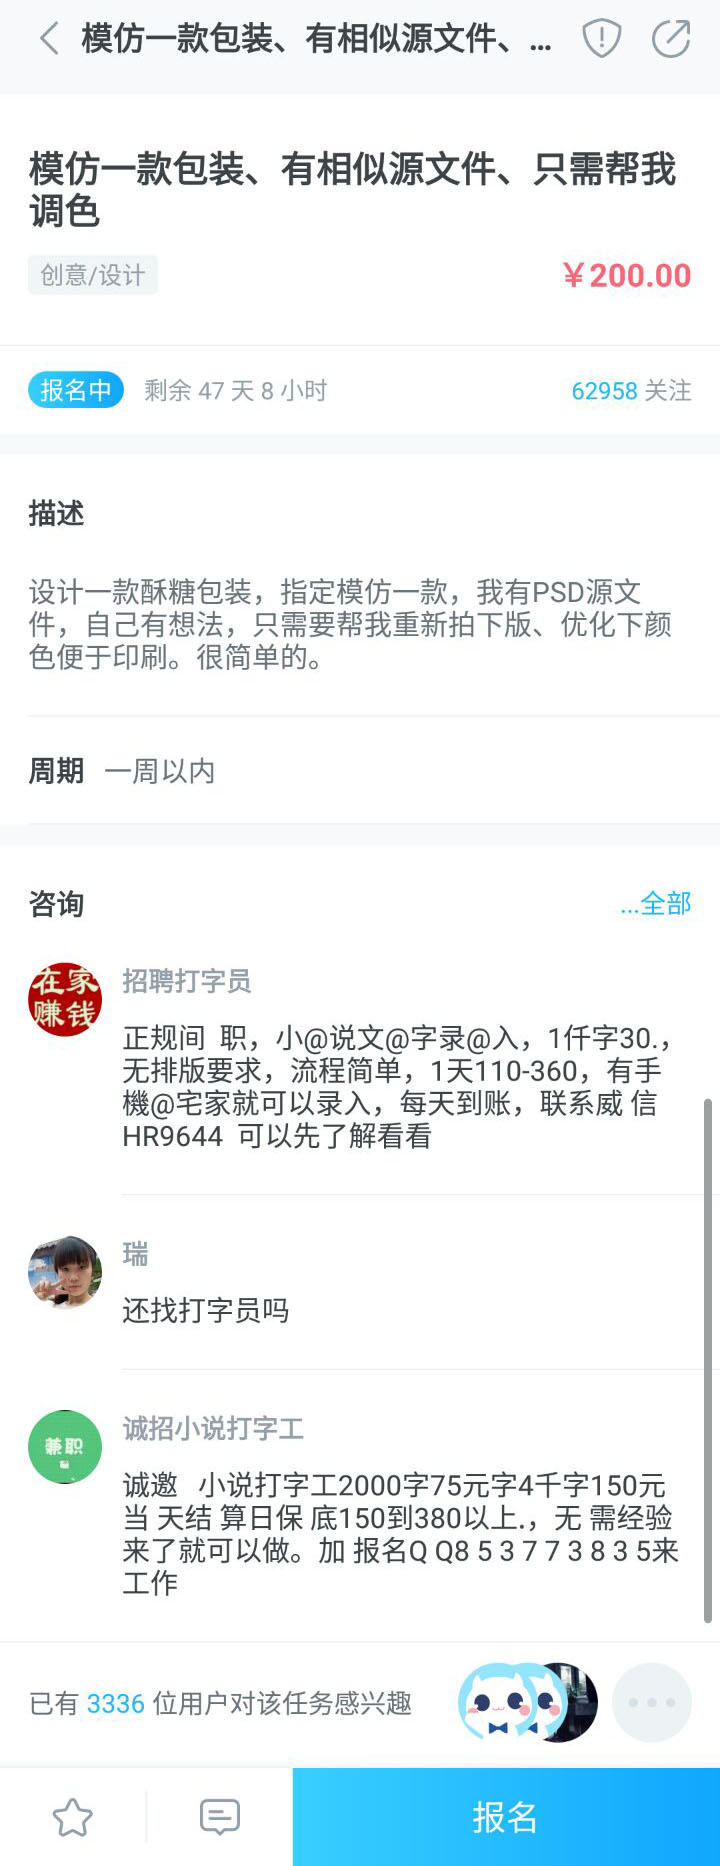 模仿一款包装、有相似源文件、...
模仿一款包装、有相似源文件、只需帮我
调色
创意/设计
￥200.00
报名中
剩余 47 天 8 小时
62958 关注
描述
设计一款酥糖包装，指定模仿一款，我有PSD源文
件，自己有想法，只需要帮我重新拍下版、优化下颜
色便于印刷。很简单的。
周期 一周以内
咨询
...全部
在家
赚钱
招聘打字员
正规间 职，小@说文@字录@入，1仟字30.，
无排版要求，流程简单，1天110-360，有手
機@宅家就可以录入，每天到账，联系威 信
HR9644 可以先了解看看
瑞
还找打字员吗
兼职
诚招小说打字工
诚邀 小说打字工2000字75元字4千字150元
当 天结 算日保 底150到380以上.，无 需经验
来了就可以做。加 报名Q Q8 5 3 7 7 3 8 3 5来
工作
已有 3336 位用户对该任务感兴趣
报名